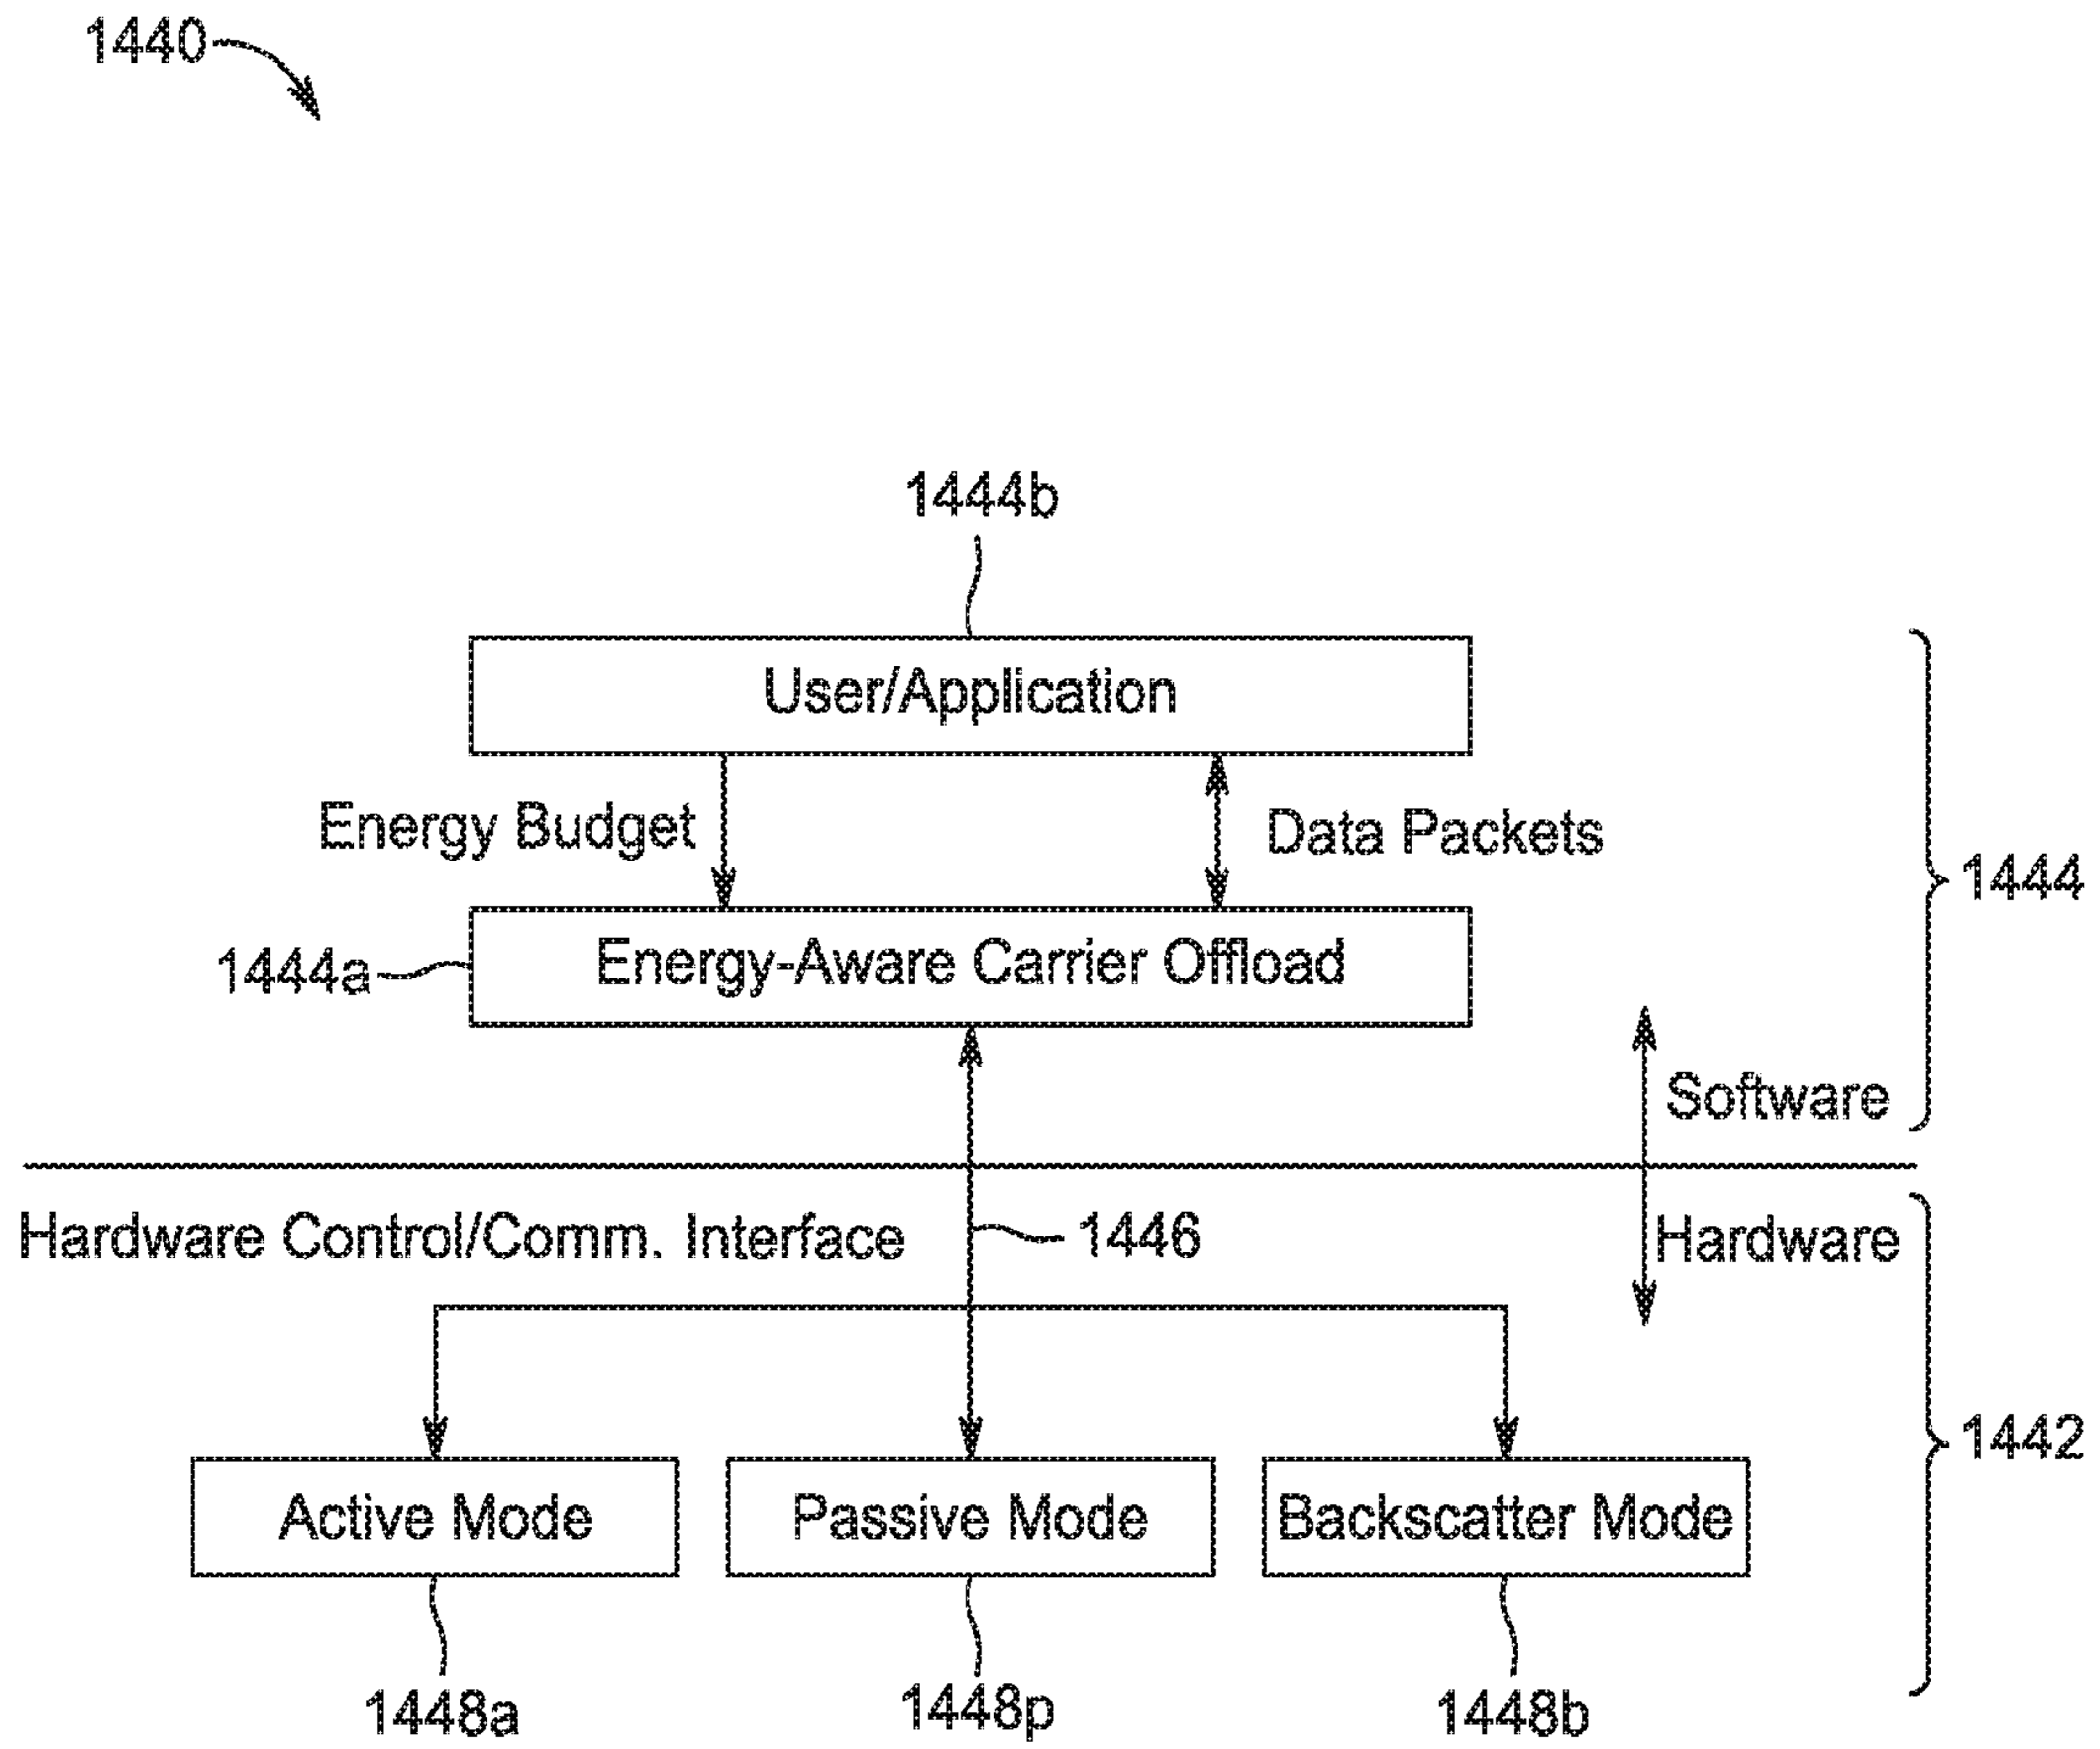 1440
1444b
User/Application
Energy Budget
Data Packets
1444
1444a
Energy-Aware Carrier Offload
Software
Hardware Control/Comm. Interface
1446
Hardware
1442
Active Mode
Passive Mode
Backscatter Mode
1448a
1448p
1448b